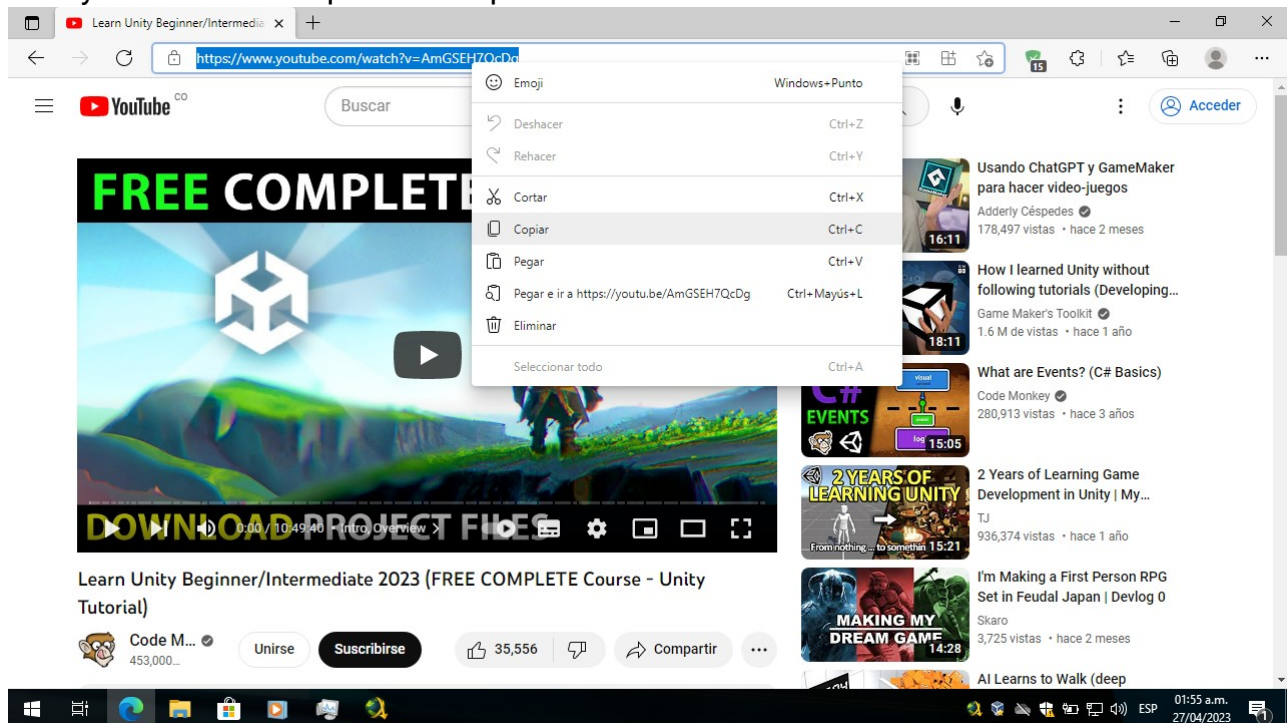 Learn Unity Beginner/Intermedia
https://www.youtube.com/watch?v=AmGSEH7QcDg
15
YouTube CO
Buscar
Acceder
Emoji Windows+Punto
Deshacer Ctrl+Z
Rehacer Ctrl+Y
Cortar Ctrl+X
Copiar Ctrl+C
Pegar Ctrl+V
Pegar e ir a https://youtu.be/AmGSEH7QcDg Ctrl+Mayús+L
Eliminar
Seleccionar todo Ctrl+A
FREE COMPLETE
DOWNLOAD PROJECT FILES
0:00 / 10:49:40 • Intro, Overview >
Learn Unity Beginner/Intermediate 2023 (FREE COMPLETE Course - Unity
Tutorial)
Code M...
453,000...
Unirse
Suscribirse
35,556
Compartir
16:11
Usando ChatGPT y GameMaker
para hacer video-juegos
Adderly Céspedes
178,497 vistas • hace 2 meses
18:11
How I learned Unity without
following tutorials (Developing...
Game Maker's Toolkit
1.6 M de vistas • hace 1 año
C#
EVENTS
visual
log
15:05
What are Events? (C# Basics)
Code Monkey
280,913 vistas • hace 3 años
2 YEARS OF
LEARNING UNITY
From nothing ... to somethin
15:21
2 Years of Learning Game
Development in Unity | My...
TJ
936,374 vistas • hace 1 año
MAKING MY
DREAM GAME
14:28
I'm Making a First Person RPG
Set in Feudal Japan | Devlog 0
Skaro
3,725 vistas • hace 2 meses
AI Learns to Walk (deep
ESP
01:55 a.m.
27/04/2023
1